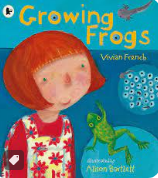 Growing
Frogs
Vivian French
illustrated by
Alison Bartlett